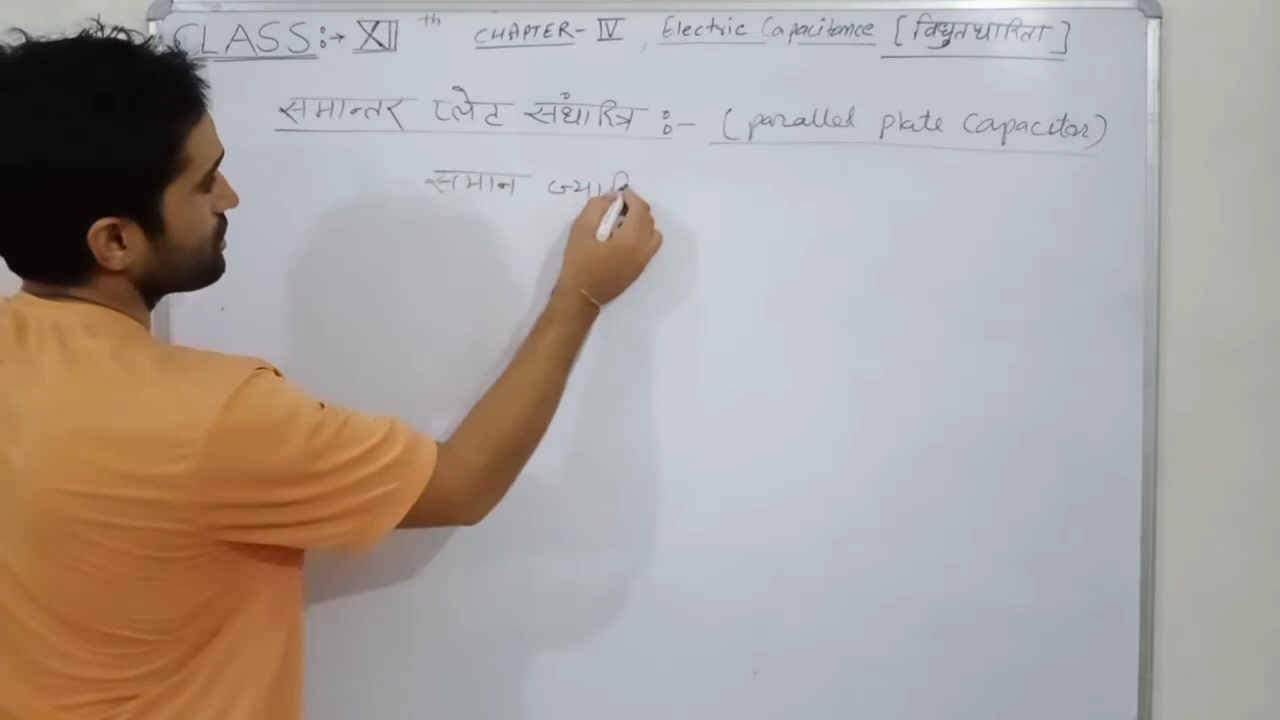 CLASS:→ XII th CHAPTER-IV, Electric Capacitance [विद्युतधारिता]
समान्तर प्लेट संधारित्र :- (parallel plate capacitor)
समान